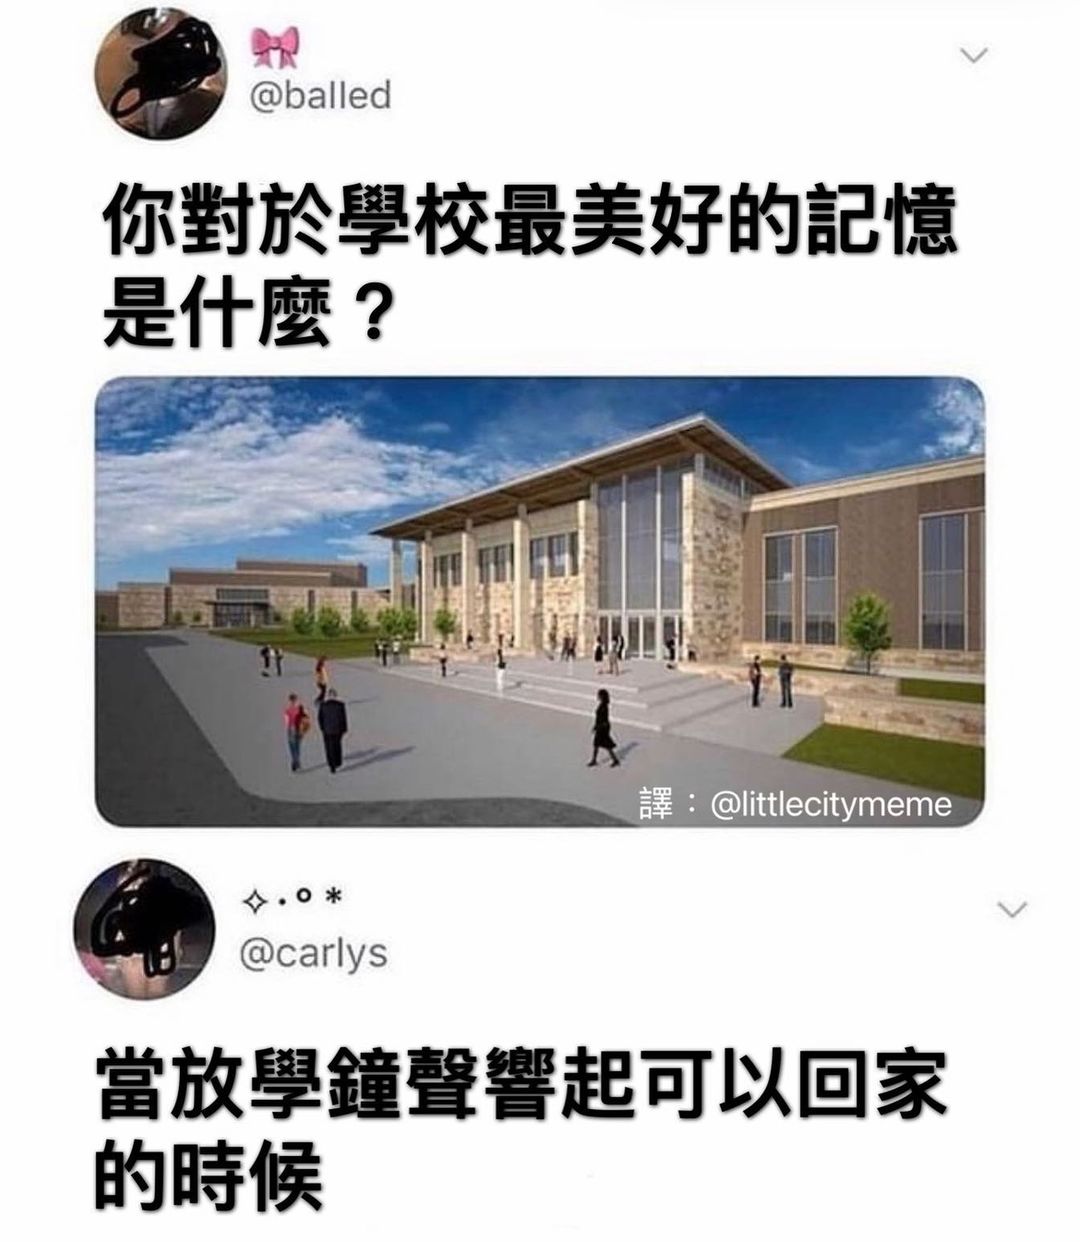 🎀
@balled
你對於學校最美好的記憶
是什麼？
譯：@littlecitymeme
✧･ﾟ*
@carlys
當放學鐘聲響起可以回家
的時候